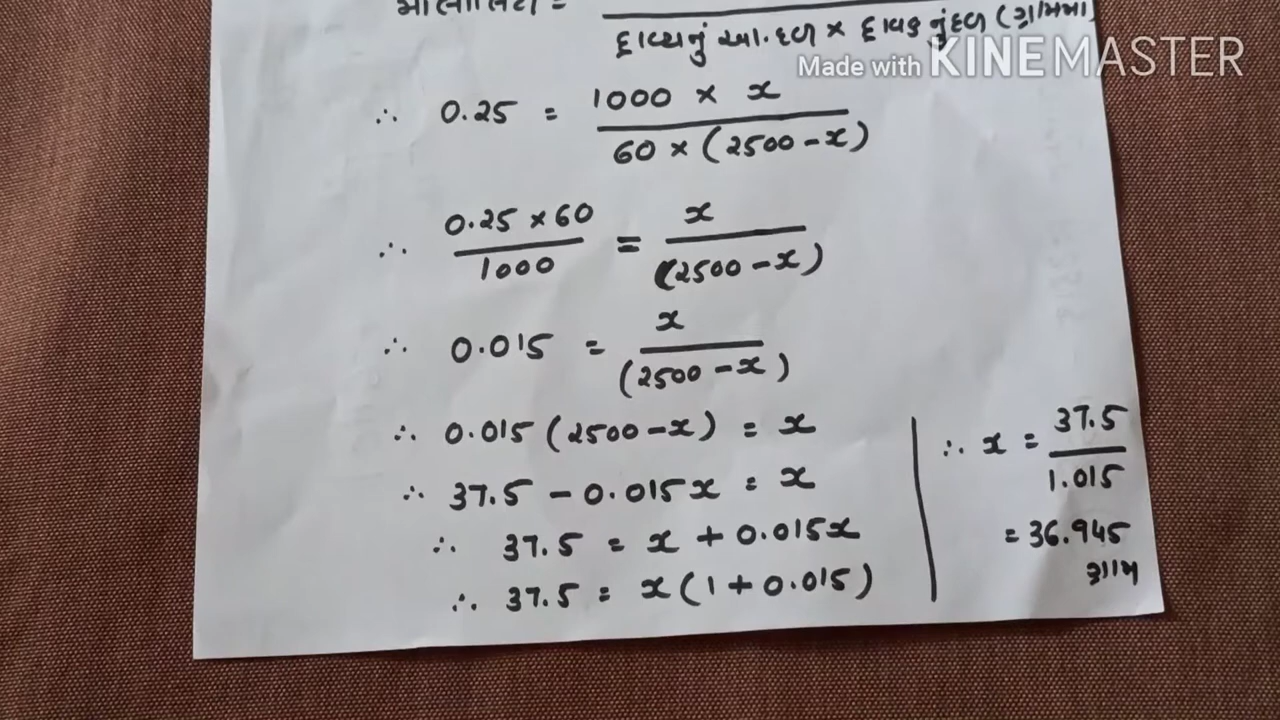 મોલાલિટી =
દ્રાવ્યનું આ.દળ × દ્રાવકનું દળ (ગ્રામમાં)
Made with KINEMASTER
∴ 0.25 = 1000 × x / 60 × (2500 - x)
∴ 0.25 × 60 / 1000 = x / (2500 - x)
∴ 0.015 = x / (2500 - x)
∴ 0.015 (2500 - x) = x
∴ 37.5 - 0.015x = x
∴ 37.5 = x + 0.015x
∴ 37.5 = x (1 + 0.015)
∴ x = 37.5 / 1.015
= 36.945
ગ્રામ